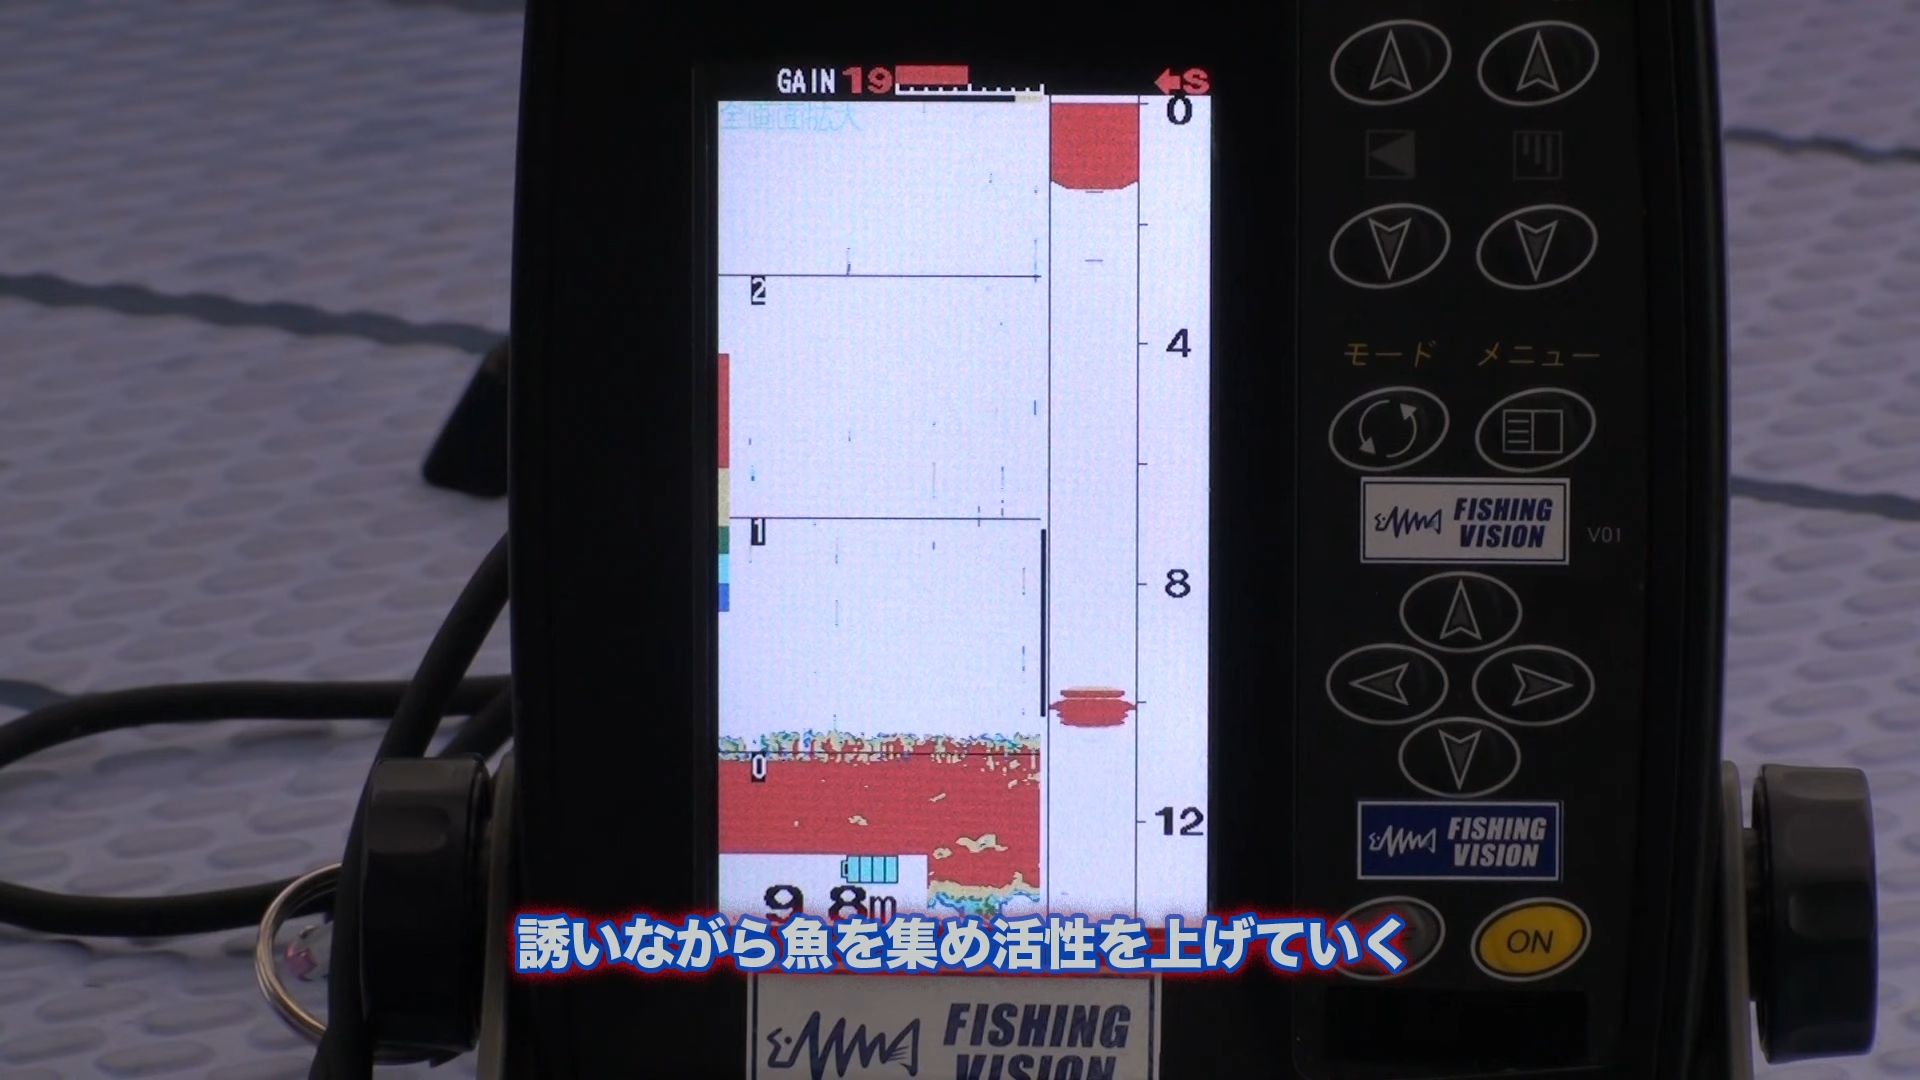 GAIN 19
←S
全画面拡大
0
2
4
1
8
0
12
9.8m
モード メニュー
FISHING
VISION
V01
FISHING
VISION
ON
誘いながら魚を集め活性を上げていく
FISHING
VISION